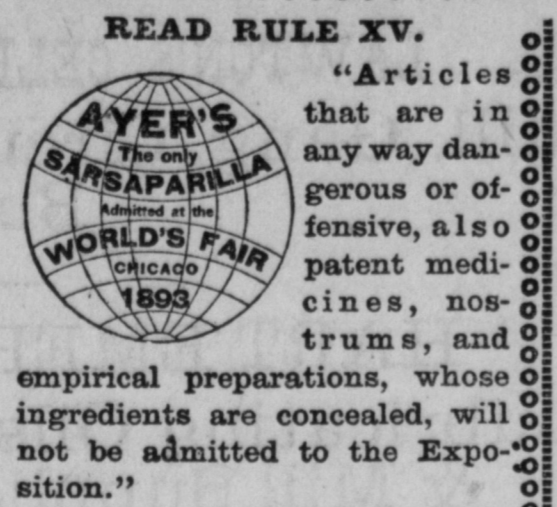 READ RULE XV.
AYER'S
The only
SARSAPARILLA
Admitted at the
WORLD'S FAIR
CHICAGO
1893
"Articles
that are in
any way dan-
gerous or of-
fensive, also
patent medi-
cines, nos-
trums, and
empirical preparations, whose
ingredients are concealed, will
not be admitted to the Expo-
sition."